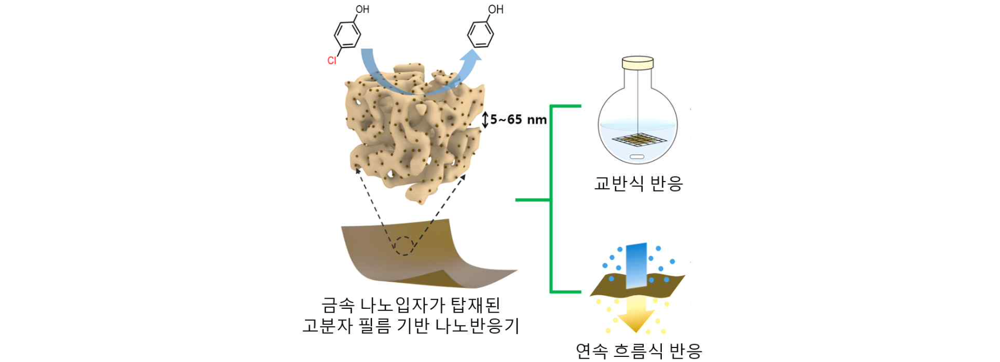 OH
Cl
OH
5~65 nm
교반식 반응
금속 나노입자가 탑재된
고분자 필름 기반 나노반응기
연속 흐름식 반응